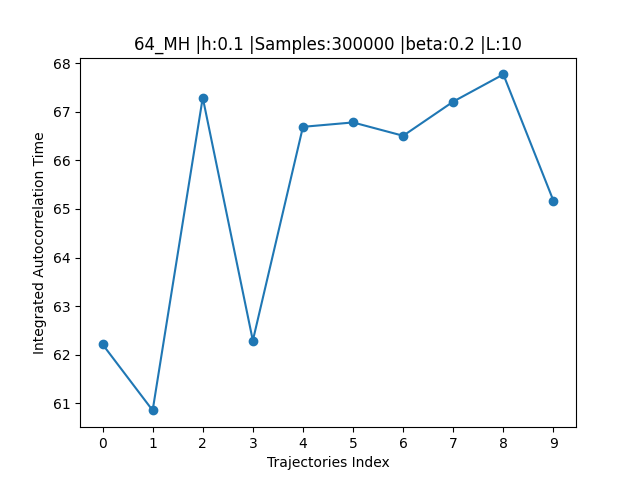 64_MH |h:0.1 |Samples:300000 |beta:0.2 |L:10
68
67
66
65
64
63
62
61
Integrated Autocorrelation Time
0 1 2 3 4 5 6 7 8 9
Trajectories Index